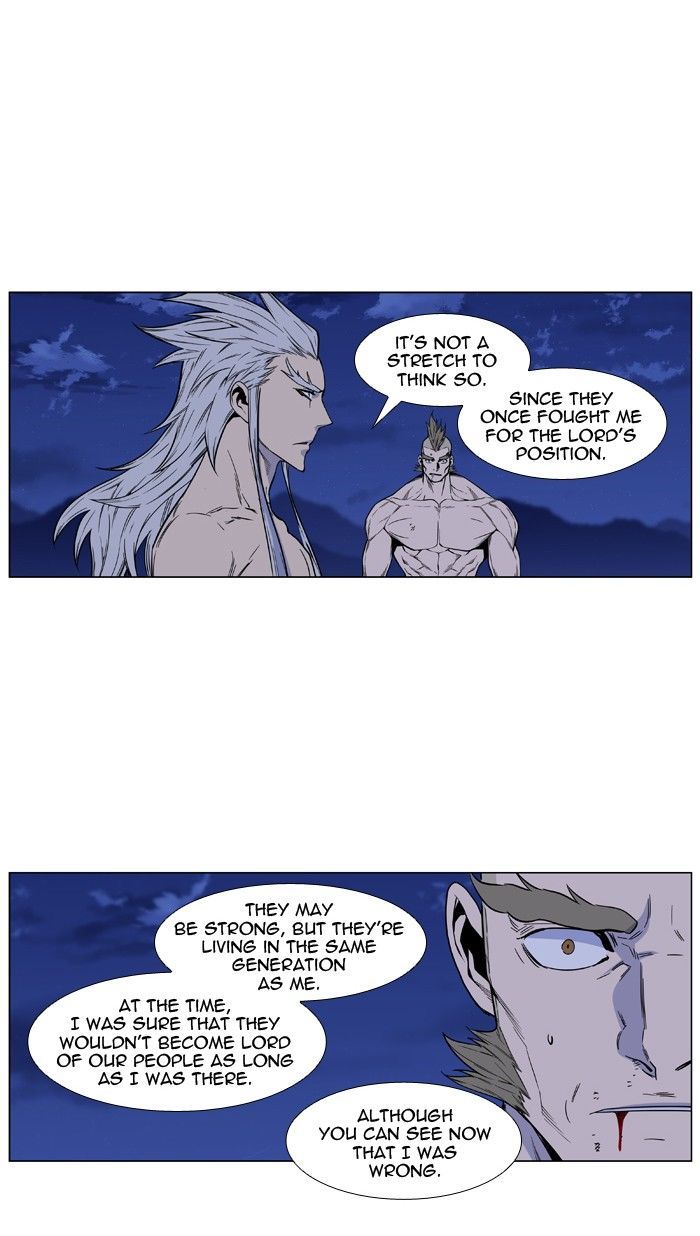 IT'S NOT A
STRETCH TO
THINK SO.
SINCE THEY
ONCE FOUGHT ME
FOR THE LORD'S
POSITION.
THEY MAY
BE STRONG, BUT THEY'RE
LIVING IN THE SAME
GENERATION
AS ME.
AT THE TIME,
I WAS SURE THAT THEY
WOULDN'T BECOME LORD
OF OUR PEOPLE AS LONG
AS I WAS THERE.
ALTHOUGH
YOU CAN SEE NOW
THAT I WAS
WRONG.